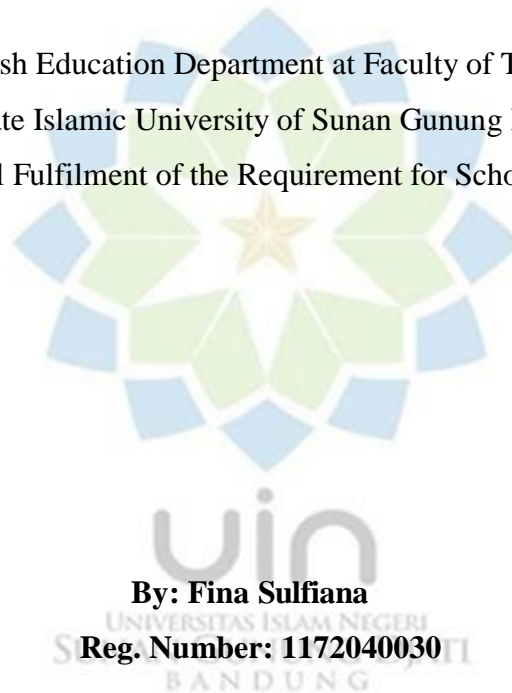 sh Education Department at Faculty of T
te Islamic University of Sunan Gunung
l Fulfilment of the Requirement for Scho
uin
By: Fina Sulfiana
UNIVERSITAS ISLAM NEGERI
Reg. Number: 1172040030
BANDUNG